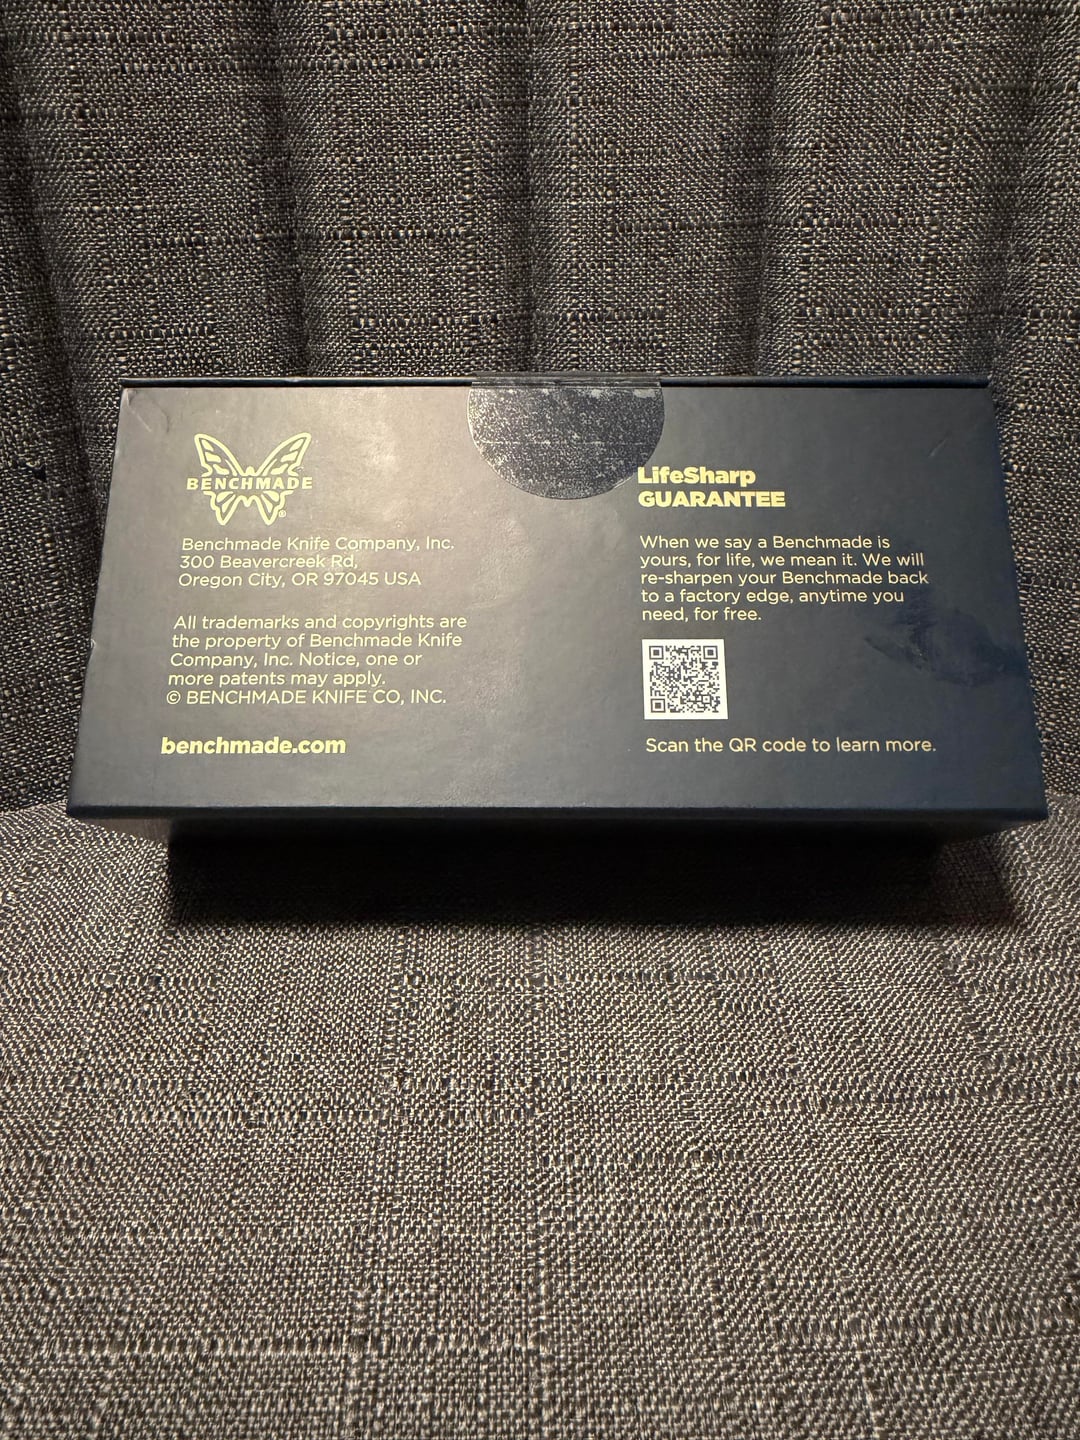 BENCHMADE
®
Benchmade Knife Company, Inc.
300 Beavercreek Rd,
Oregon City, OR 97045 USA
All trademarks and copyrights are
the property of Benchmade Knife
Company, Inc. Notice, one or
more patents may apply.
© BENCHMADE KNIFE CO, INC.
benchmade.com
LifeSharp
GUARANTEE
When we say a Benchmade is
yours, for life, we mean it. We will
re-sharpen your Benchmade back
to a factory edge, anytime you
need, for free.
Scan the QR code to learn more.